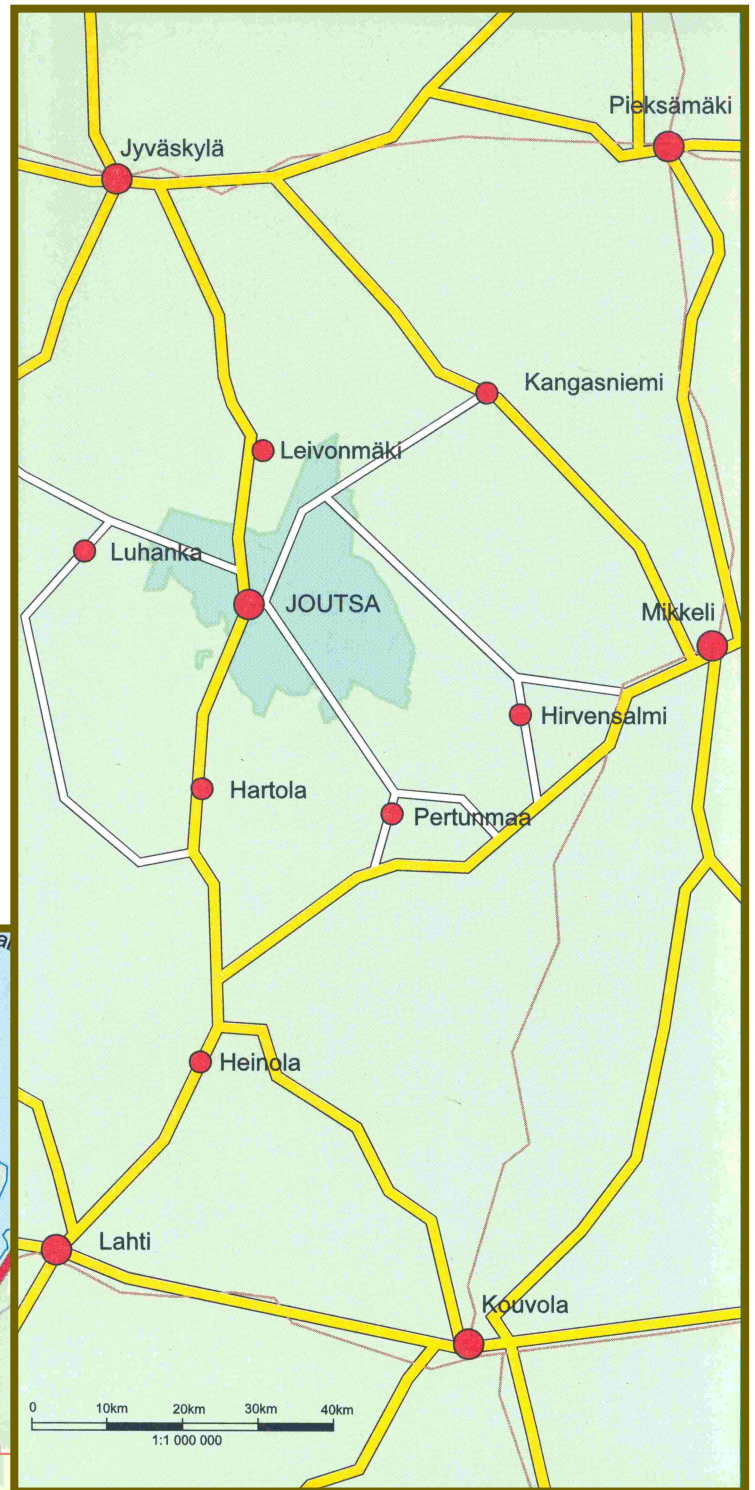 Pieksämäki
Jyväskylä
Kangasniemi
Leivonmäki
Luhanka
JOUTSA
Mikkeli
Hirvensalmi
Hartola
Pertunmaa
Heinola
Lahti
Kouvola
0 10km 20km 30km 40km
1:1 000 000